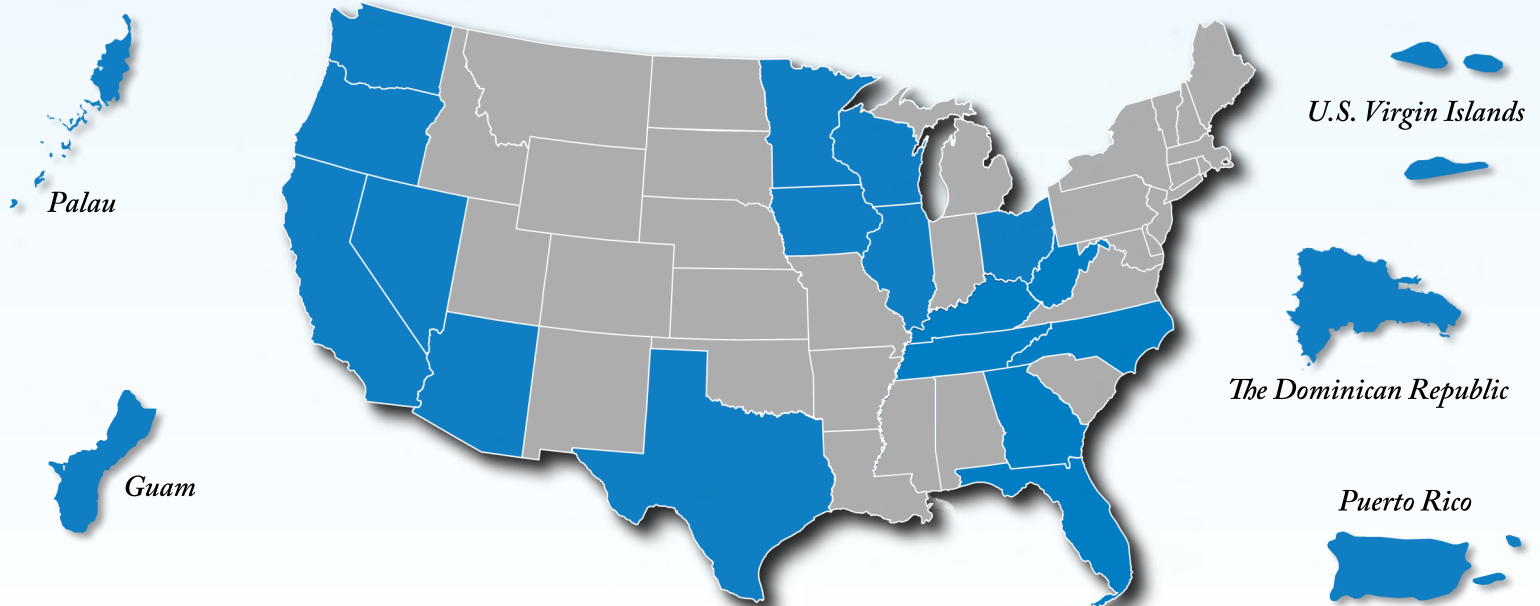 U.S. Virgin Islands
Palau
The Dominican Republic
Guam
Puerto Rico